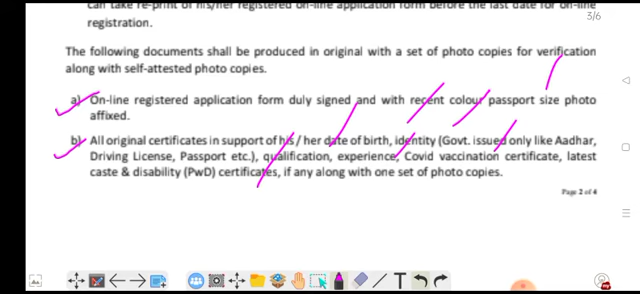 can take re-print of his/her registered on-line application form before the last date for on-line
registration.
3/6
The following documents shall be produced in original with a set of photo copies for verification
along with self-attested photo copies.
a) On-line registered application form duly signed and with recent colour passport size photo
affixed.
b) All original certificates in support of his / her date of birth, identity (Govt. issued only like Aadhar,
Driving License, Passport etc.), qualification, experience, Covid vaccination certificate, latest
caste & disability (PwD) certificates, if any along with one set of photo copies.
Page 2 of 4
T